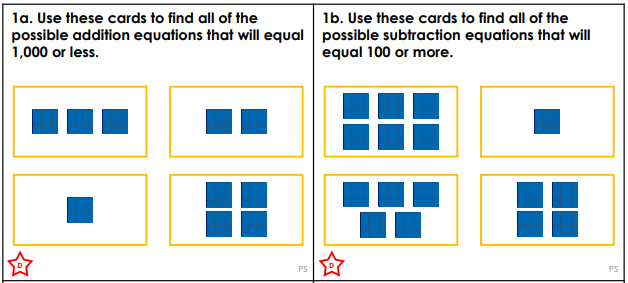 1a. Use these cards to find all of the
possible addition equations that will equal
1,000 or less.
D
PS
1b. Use these cards to find all of the
possible subtraction equations that will
equal 100 or more.
D
PS